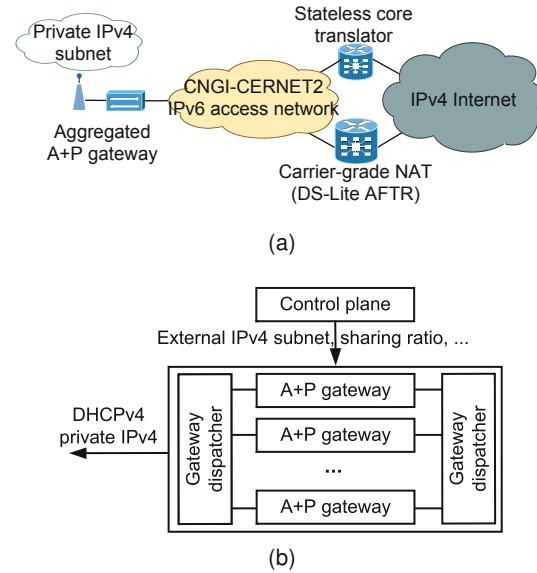 Stateless core
translator
Private IPv4
subnet
CNGI-CERNET2
IPv6 access network
IPv4 Internet
Aggregated
A+P gateway
Carrier-grade NAT
(DS-Lite AFTR)
(a)
Control plane
External IPv4 subnet, sharing ratio, ...
A+P gateway
DHCPv4
private IPv4
Gateway
dispatcher
A+P gateway
...
A+P gateway
Gateway
dispatcher
(b)